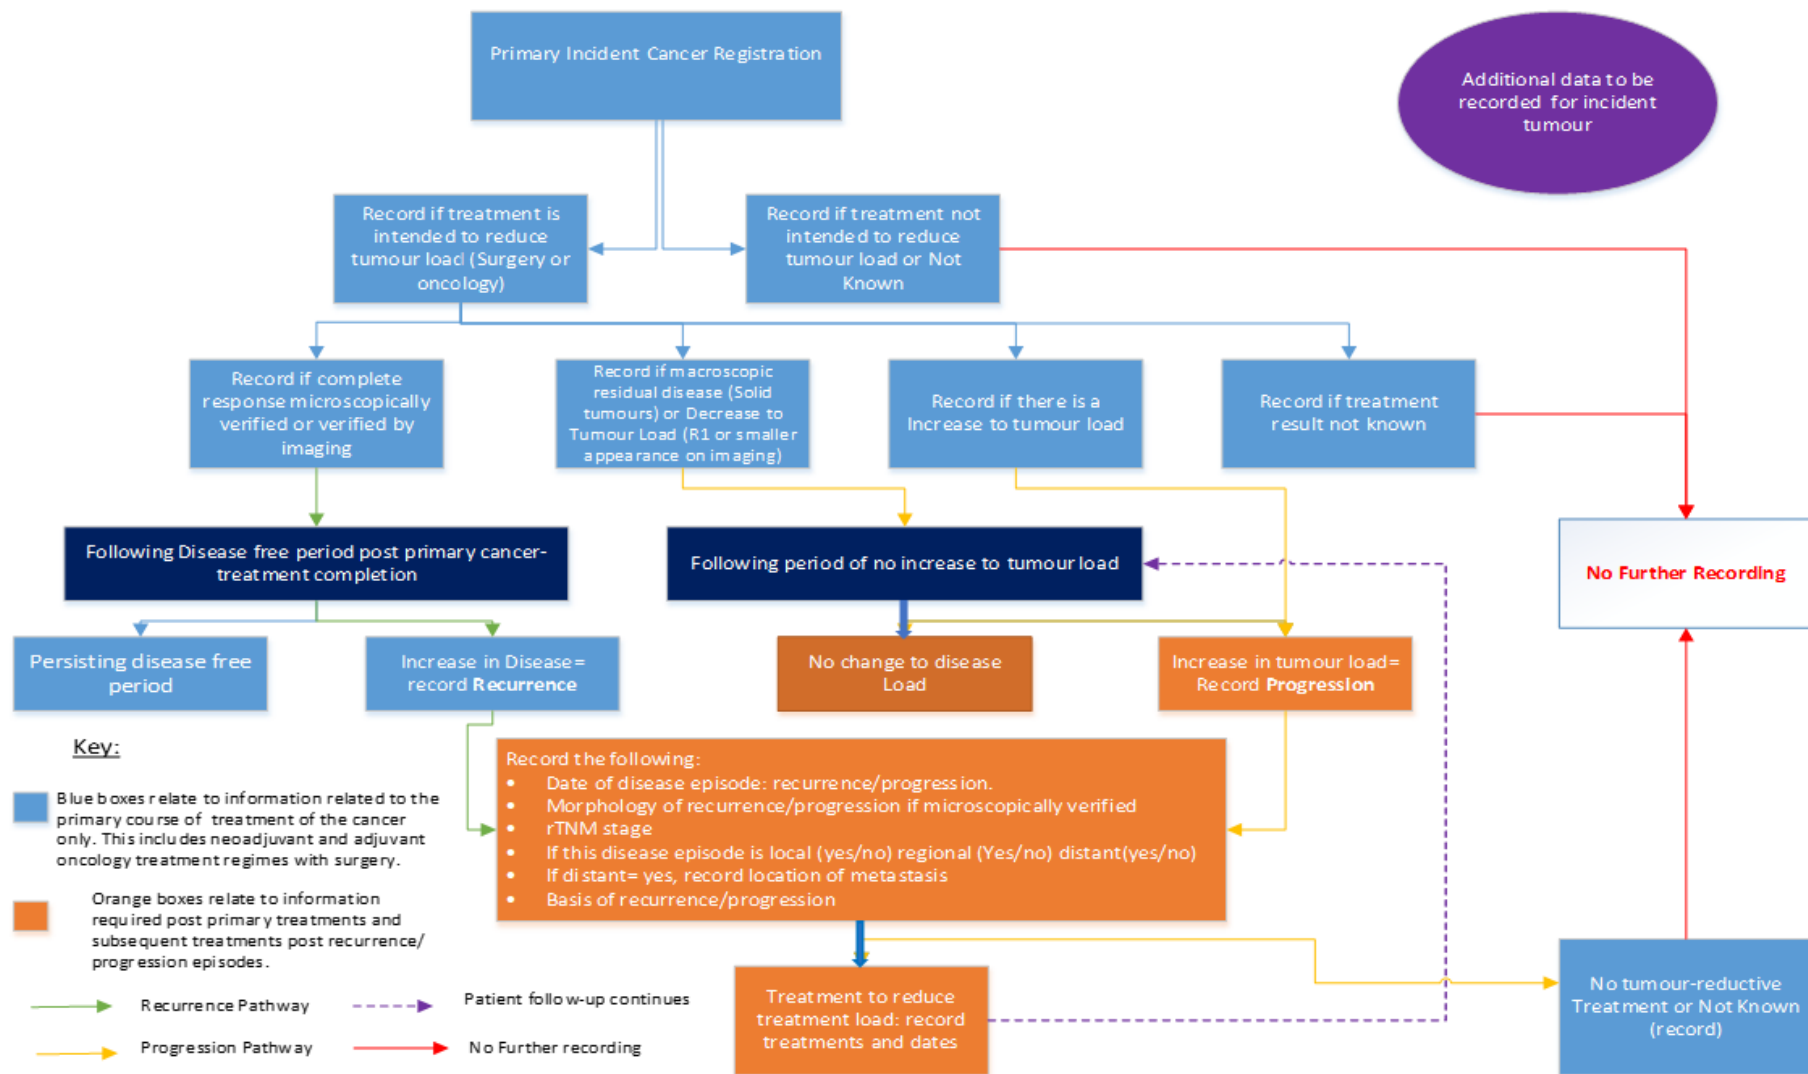 Primary Incident Cancer Registration
Additional data to be
recorded for incident
tumour
Record if treatment is
intended to reduce
tumour load (Surgery or
oncology)
Record if treatment not
intended to reduce
tumour load or Not
Known
Record if complete
response microscopically
verified or verified by
imaging
Record if macroscopic
residual disease (Solid
tumours) or Decrease to
Tumour Load (R1 or smaller
appearance on imaging)
Record if there is a
Increase to tumour load
Record if treatment
result not known
Following Disease free period post primary cancer-
treatment completion
Following period of no increase to tumour load
No Further Recording
Persisting disease free
period
Increase in Disease=
record Recurrence
No change to disease
Load
Increase in tumour load=
Record Progression
Record the following:
• Date of disease episode: recurrence/progression.
• Morphology of recurrence/progression if microscopically verified
• rTNM stage
• If this disease episode is local (yes/no) regional (Yes/no) distant(yes/no)
• If distant= yes, record location of metastasis
• Basis of recurrence/progression
Treatment to reduce
treatment load: record
treatments and dates
No tumour-reductive
Treatment or Not Known
(record)
Key:
Blue boxes relate to information related to the
primary course of treatment of the cancer
only. This includes neoadjuvant and adjuvant
oncology treatment regimes with surgery.
Orange boxes relate to information
required post primary treatments and
subsequent treatments post recurrence/
progression episodes.
Recurrence Pathway
Patient follow-up continues
Progression Pathway
No Further recording